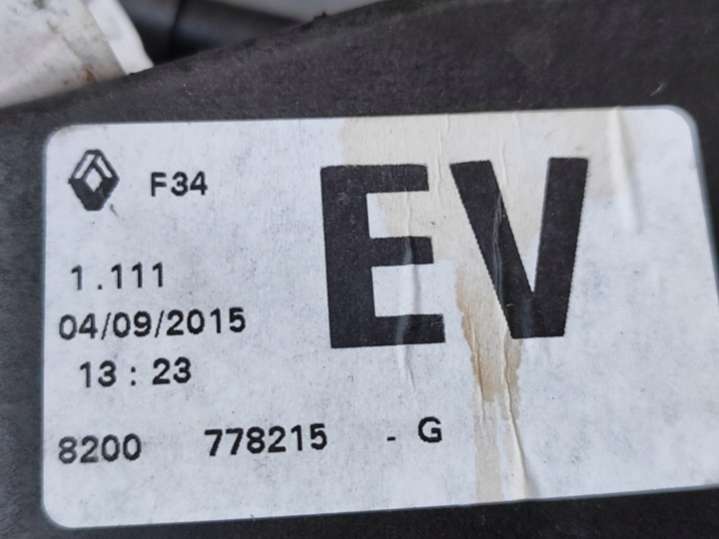 F34
EV
1.111
04/09/2015
13 : 23
8200 778215 - G